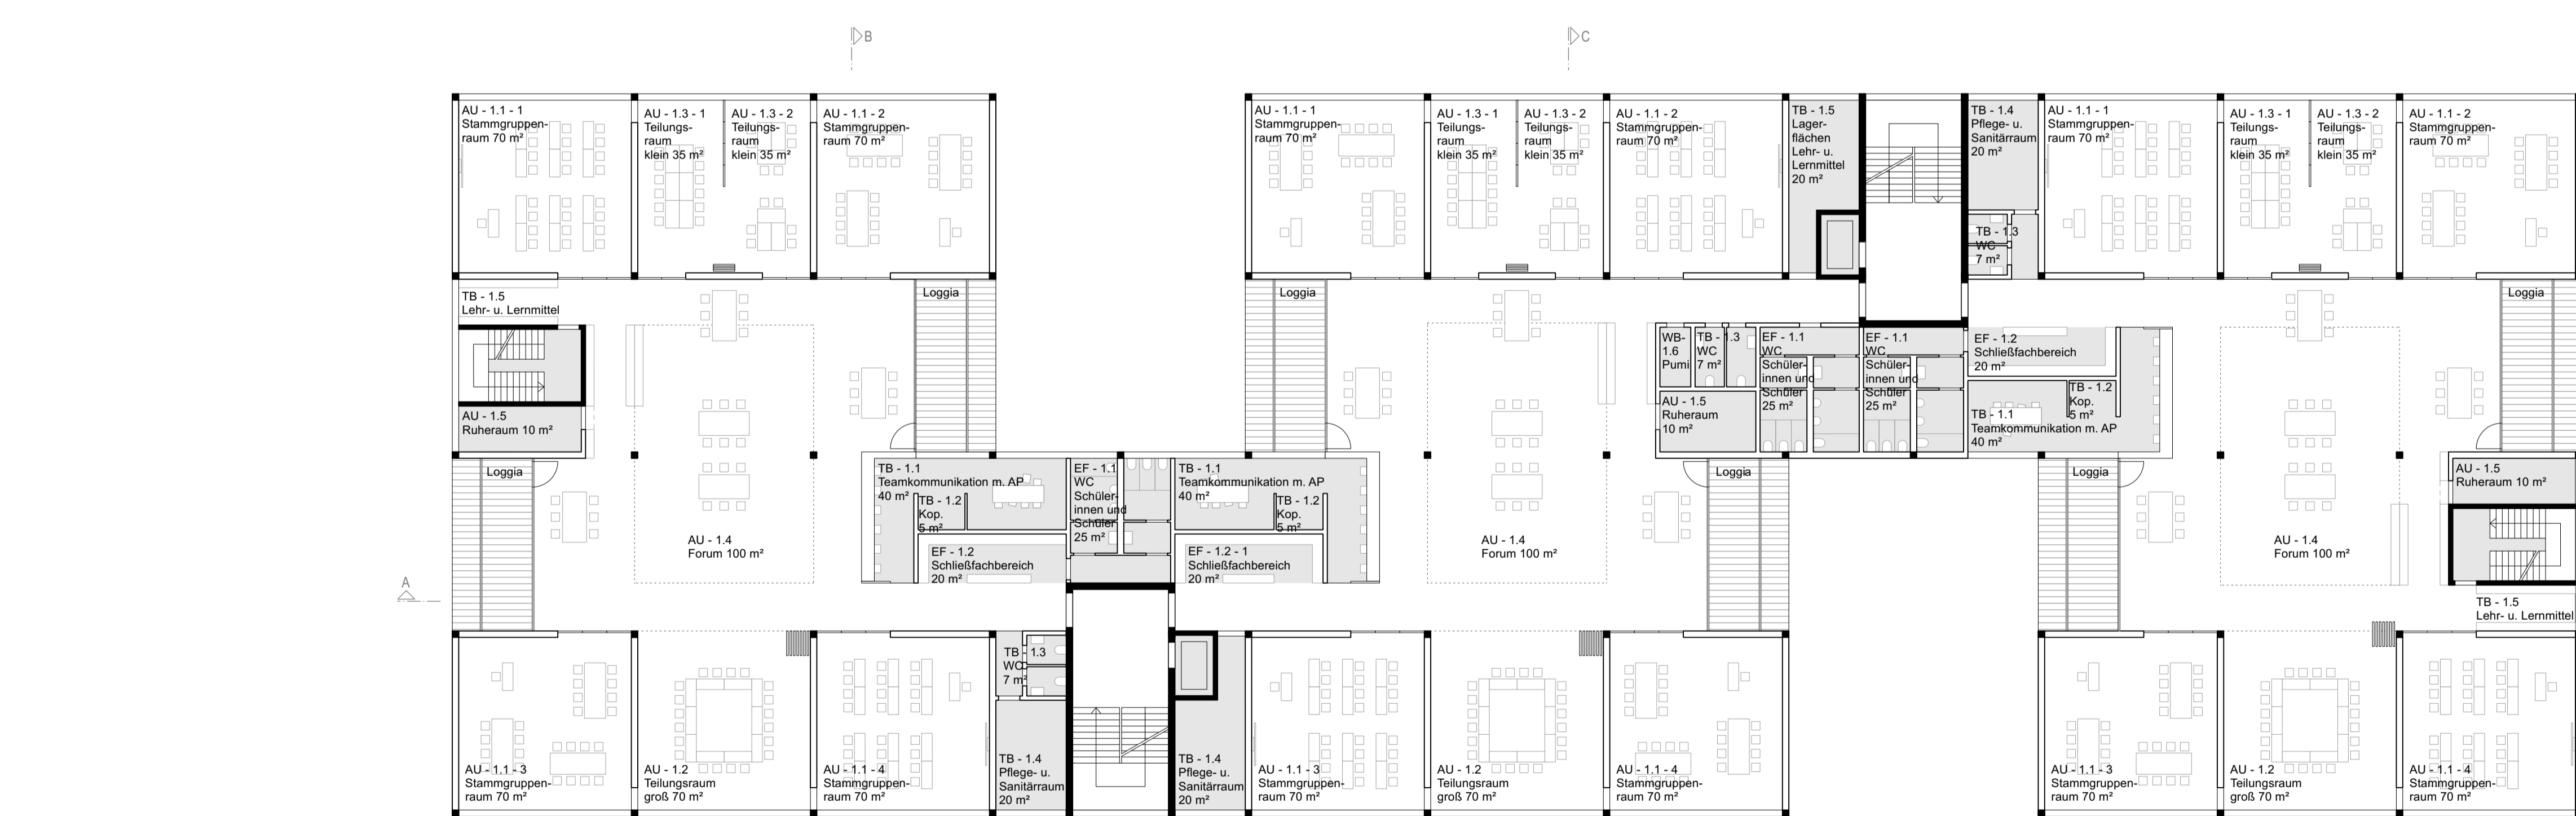 B
C
AU - 1.1 - 1
Stammgruppen-
raum 70 m²
AU - 1.3 - 1
Teilungs-
raum
klein 35 m²
AU - 1.3 - 2
Teilungs-
raum
klein 35 m²
AU - 1.1 - 2
Stammgruppen-
raum 70 m²
AU - 1.1 - 1
Stammgruppen-
raum 70 m²
AU - 1.3 - 1
Teilungs-
raum
klein 35 m²
AU - 1.3 - 2
Teilungs-
raum
klein 35 m²
AU - 1.1 - 2
Stammgruppen-
raum 70 m²
TB - 1.5
Lager-
flächen
Lehr- u.
Lernmittel
20 m²
TB - 1.4
Pflege- u.
Sanitärraum
20 m²
TB - 1.3
WC
7 m²
AU - 1.1 - 1
Stammgruppen-
raum 70 m²
AU - 1.3 - 1
Teilungs-
raum
klein 35 m²
AU - 1.3 - 2
Teilungs-
raum
klein 35 m²
AU - 1.1 - 2
Stammgruppen-
raum 70 m²
TB - 1.5
Lehr- u. Lernmittel
Loggia
Loggia
Loggia
AU - 1.5
Ruheraum 10 m²
Loggia
WB-
1.6
Pumi
TB - 1.3
WC
7 m²
EF - 1.1
WC
Schüler-
innen und
Schüler
25 m²
EF - 1.1
WC
Schüler-
innen und
Schüler
25 m²
EF - 1.2
Schließfachbereich
20 m²
AU - 1.5
Ruheraum
10 m²
TB - 1.1
Teamkommunikation m. AP
40 m²
TB - 1.2
Kop.
5 m²
TB - 1.1
Teamkommunikation m. AP
40 m²
TB - 1.2
Kop.
5 m²
EF - 1.1
WC
Schüler-
innen und
Schüler
25 m²
TB - 1.1
Teamkommunikation m. AP
40 m²
TB - 1.2
Kop.
5 m²
EF - 1.2
Schließfachbereich
20 m²
EF - 1.2 - 1
Schließfachbereich
20 m²
Loggia
Loggia
AU - 1.5
Ruheraum 10 m²
AU - 1.4
Forum 100 m²
AU - 1.4
Forum 100 m²
AU - 1.4
Forum 100 m²
A
TB - 1.5
Lehr- u. Lernmittel
TB - 1.3
WC
7 m²
AU - 1.1 - 3
Stammgruppen-
raum 70 m²
AU - 1.2
Teilungsraum
groß 70 m²
AU - 1.1 - 4
Stammgruppen-
raum 70 m²
TB - 1.4
Pflege- u.
Sanitärraum
20 m²
TB - 1.4
Pflege- u.
Sanitärraum
20 m²
AU - 1.1 - 3
Stammgruppen-
raum 70 m²
AU - 1.2
Teilungsraum
groß 70 m²
AU - 1.1 - 4
Stammgruppen-
raum 70 m²
AU - 1.1 - 3
Stammgruppen-
raum 70 m²
AU - 1.2
Teilungsraum
groß 70 m²
AU - 1.1 - 4
Stammgruppen-
raum 70 m²